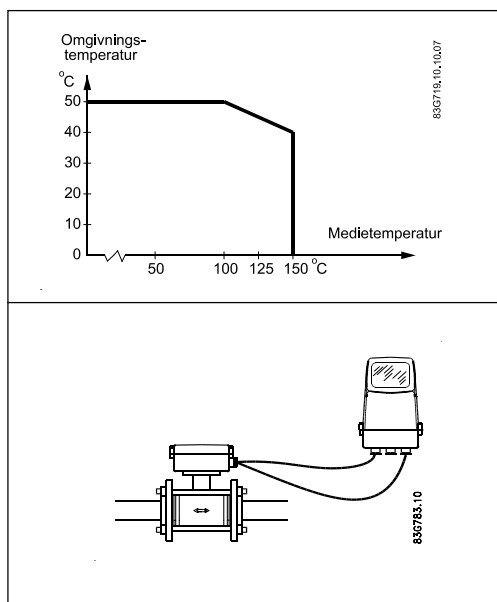 Omgivnings-
temperatur
°C
50
40
30
20
10
0
50 100 125 150 °C
Medietemperatur
83G719.10.10.07
83G783.10